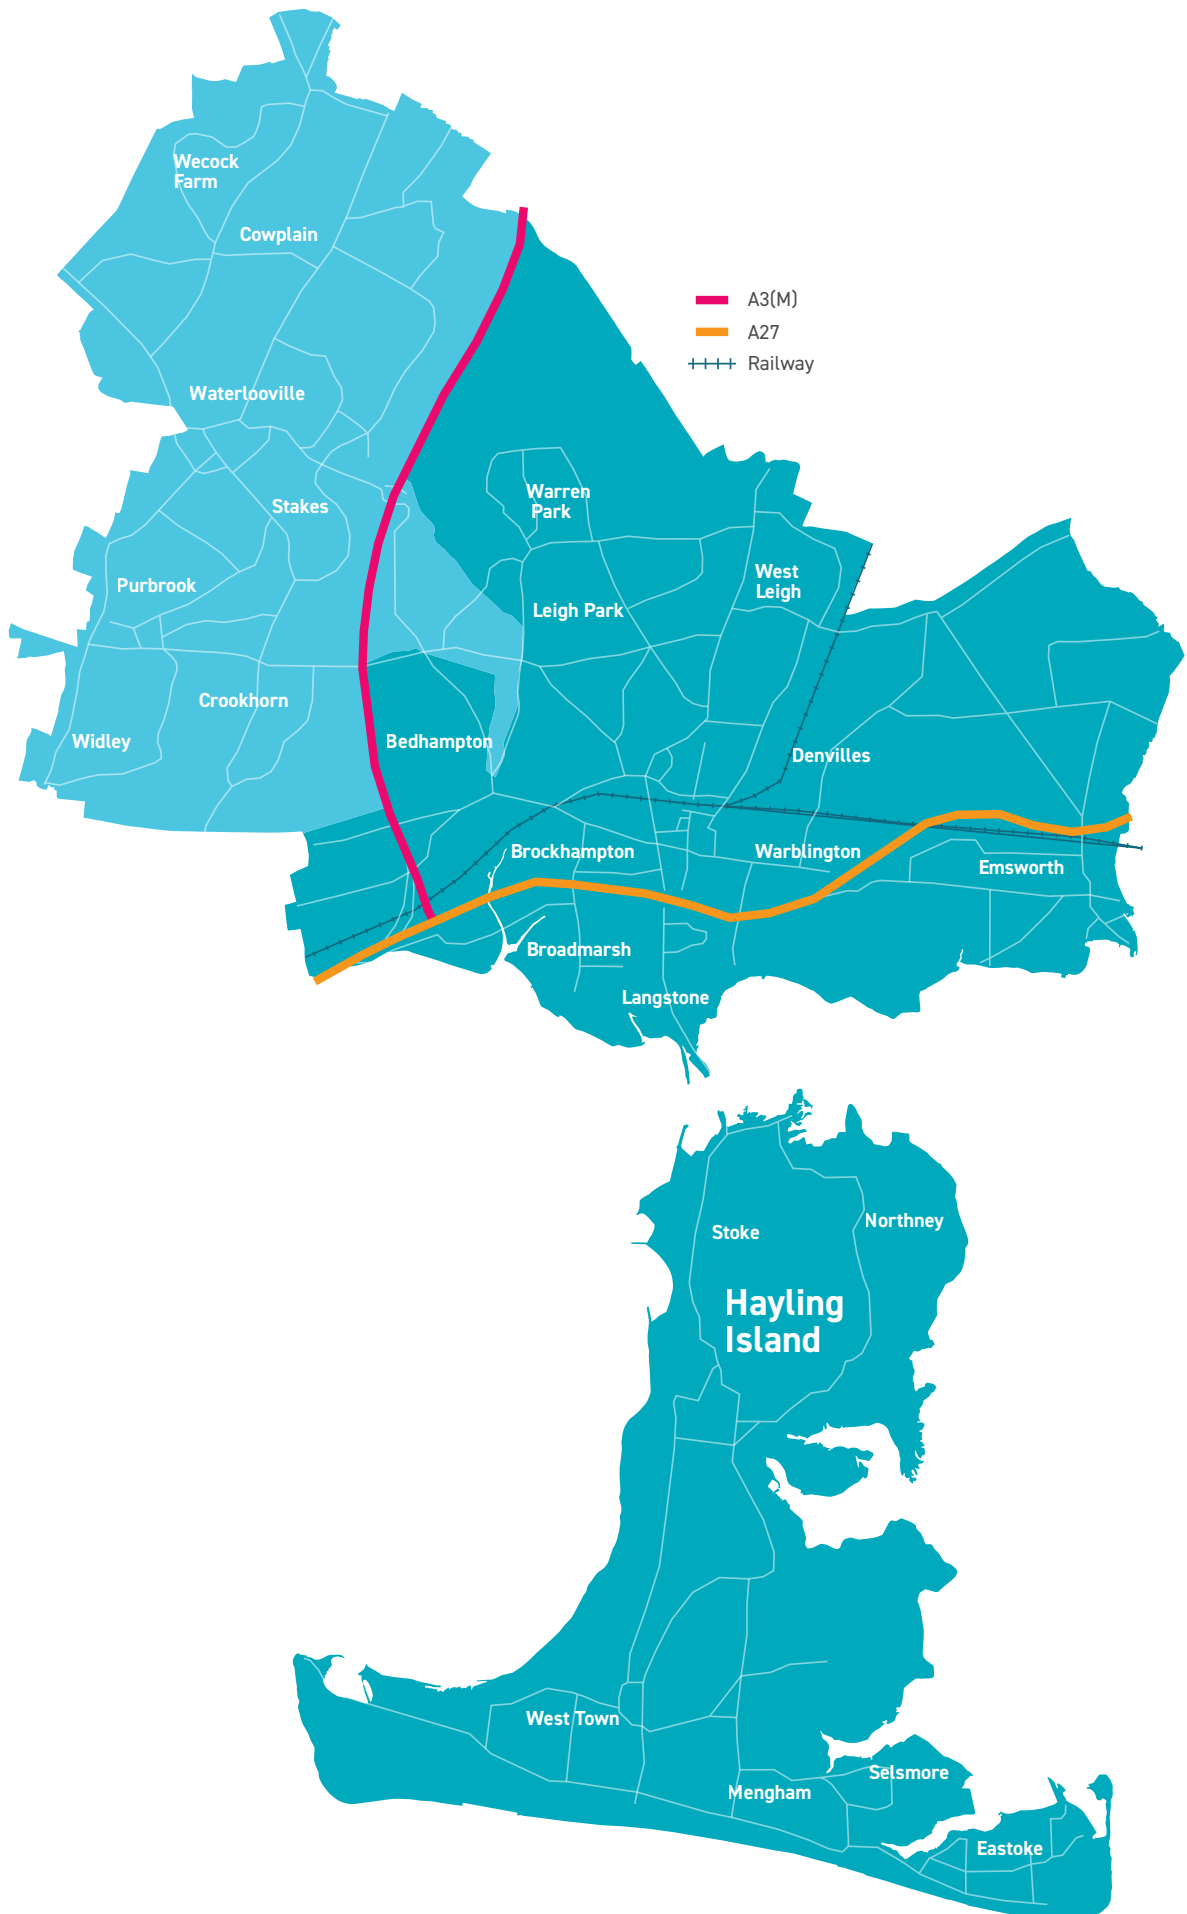 Wecock
Farm
Cowplain
A3(M)
A27
Railway
Waterlooville
Warren
Park
Stakes
West
Leigh
Purbrook
Leigh Park
Crookhorn
Widley
Bedhampton
Denvilles
Brockhampton
Warblington
Emsworth
Broadmarsh
Langstone
Northney
Stoke
Hayling
Island
West Town
Selsmore
Mengham
Eastoke